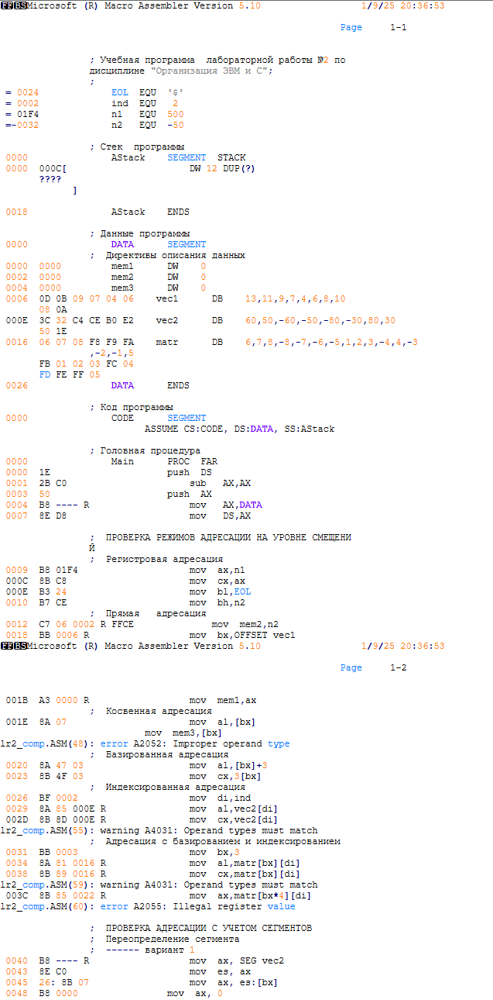 FFBSMicrosoft (R) Macro Assembler Version 5.10 1/9/25 20:36:53
Page 1-1
; Учебная программа лабораторной работы №2 по
дисциплине "Организация ЭВМ и С";
;
= 0024 EOL EQU '$'
= 0002 ind EQU 2
= 01F4 n1 EQU 500
=-0032 n2 EQU -50
; Стек программы
0000 AStack SEGMENT STACK
0000 000C[ DW 12 DUP(?)
????
]
0018 AStack ENDS
; Данные программы
0000 DATA SEGMENT
; Директивы описания данных
0000 0000 mem1 DW 0
0002 0000 mem2 DW 0
0004 0000 mem3 DW 0
0006 0D 0B 09 07 04 06 vec1 DB 13,11,9,7,4,6,8,10
08 0A
000E 3C 32 C4 CE B0 E2 vec2 DB 60,50,-60,-50,-80,-30,80,30
50 1E
0016 06 07 08 F8 F9 FA matr DB 6,7,8,-8,-7,-6,-5,1,2,3,-4,4,-3
,-2,-1,5
FB 01 02 03 FC 04
FD FE FF 05
0026 DATA ENDS
; Код программы
0000 CODE SEGMENT
ASSUME CS:CODE, DS:DATA, SS:AStack
; Головная процедура
0000 Main PROC FAR
0000 1E push DS
0001 2B C0 sub AX,AX
0003 50 push AX
0004 B8 ---- R mov AX,DATA
0007 8E D8 mov DS,AX
; ПРОВЕРКА РЕЖИМОВ АДРЕСАЦИИ НА УРОВНЕ СМЕЩЕНИ
Й
; Регистровая адресация
0009 B8 01F4 mov ax,n1
000C 8B C8 mov cx,ax
000E B3 24 mov bl,EOL
0010 B7 CE mov bh,n2
; Прямая адресация
0012 C7 06 0002 R FFCE mov mem2,n2
0018 BB 0006 R mov bx,OFFSET vec1
FFBSMicrosoft (R) Macro Assembler Version 5.10 1/9/25 20:36:53
Page 1-2
001B A3 0000 R mov mem1,ax
; Косвенная адресация
001E 8A 07 mov al,[bx]
mov mem3,[bx]
lr2_comp.ASM(48): error A2052: Improper operand type
; Базированная адресация
0020 8A 47 03 mov al,[bx]+3
0023 8B 4F 03 mov cx,3[bx]
; Индексированная адресация
0026 BF 0002 mov di,ind
0029 8A 85 000E R mov al,vec2[di]
002D 8B 8D 000E R mov cx,vec2[di]
lr2_comp.ASM(55): warning A4031: Operand types must match
; Адресация с базированием и индексированием
0031 BB 0003 mov bx,3
0034 8A 81 0016 R mov al,matr[bx][di]
0038 8B 89 0016 R mov cx,matr[bx][di]
lr2_comp.ASM(59): warning A4031: Operand types must match
003C 8B 85 0022 R mov ax,matr[bx*4][di]
lr2_comp.ASM(60): error A2055: Illegal register value
; ПРОВЕРКА АДРЕСАЦИИ С УЧЕТОМ СЕГМЕНТОВ
; Переопределение сегмента
; ------ вариант 1
0040 B8 ---- R mov ax, SEG vec2
0043 8E C0 mov es, ax
0045 26: 8B 07 mov ax, es:[bx]
0048 B8 0000 mov ax, 0